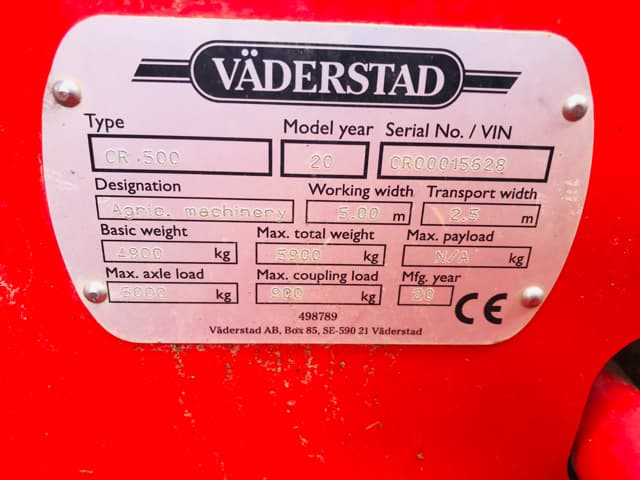 VÄDERSTAD
Type Model year Serial No. / VIN
CR 500 20 CR00015628
Designation Working width Transport width
Agric. machinery 5.00 m 2.5 m
Basic weight Max. total weight Max. payload
4900 kg 5900 kg N/A kg
Max. axle load Max. coupling load Mfg. year
5000 kg 900 kg 20
CE
498789
Väderstad AB, Box 85, SE-590 21 Väderstad